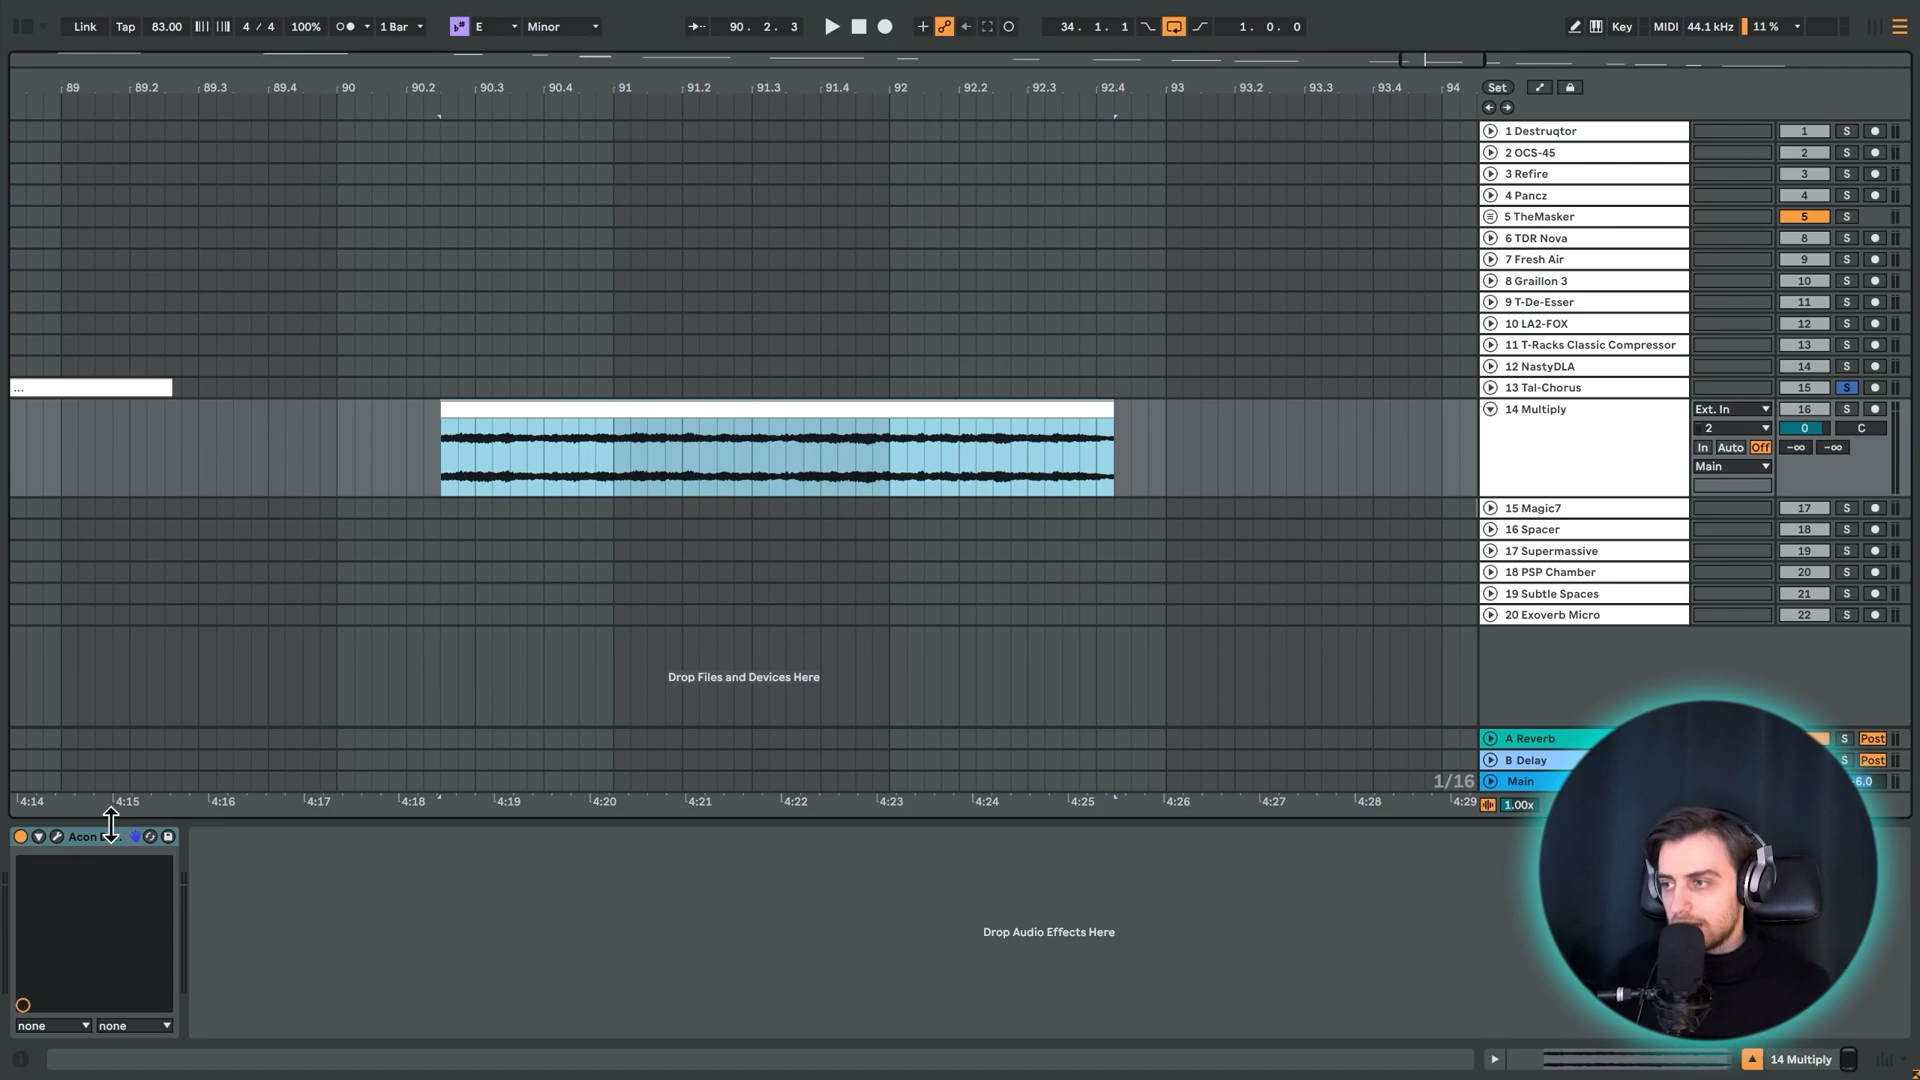 Link Tap 83.00 4 / 4 100% 1 Bar E Minor 90. 2. 3 34. 1. 1 1. 0. 0 Key MIDI 44.1 kHz 11 %
89 89.2 89.3 89.4 90 90.2 90.3 90.4 91 91.2 91.3 91.4 92 92.2 92.3 92.4 93 93.2 93.3 93.4 94 Set
1 Destruqtor 1 S
2 OCS-45 2 S
3 Refire 3 S
4 Pancz 4 S
5 TheMasker 5 S
6 TDR Nova 8 S
7 Fresh Air 9 S
8 Graillon 3 10 S
9 T-De-Esser 11 S
10 LA2-FOX 12 S
11 T-Racks Classic Compressor 13 S
12 NastyDLA 14 S
... 13 Tal-Chorus 15 S
14 Multiply Ext. In 16 S
2 0 C
In Auto Off -∞ -∞
Main
15 Magic7 17 S
16 Spacer 18 S
17 Supermassive 19 S
18 PSP Chamber 20 S
19 Subtle Spaces 21 S
20 Exoverb Micro 22 S
Drop Files and Devices Here
A Reverb S Post
B Delay S Post
1/16 Main -6.0
4:14 4:15 4:16 4:17 4:18 4:19 4:20 4:21 4:22 4:23 4:24 4:25 4:26 4:27 4:28 4:29 1.00x
Acon
Drop Audio Effects Here
none none
14 Multiply